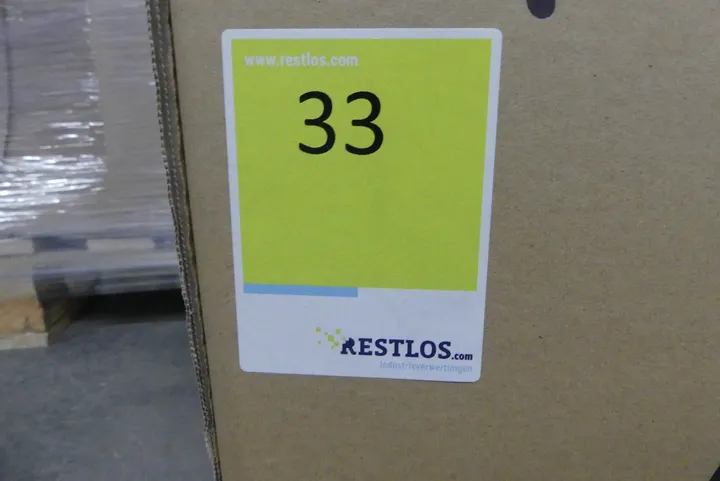 www.restlos.com
33
RESTLOS.com
industrieverwertungen